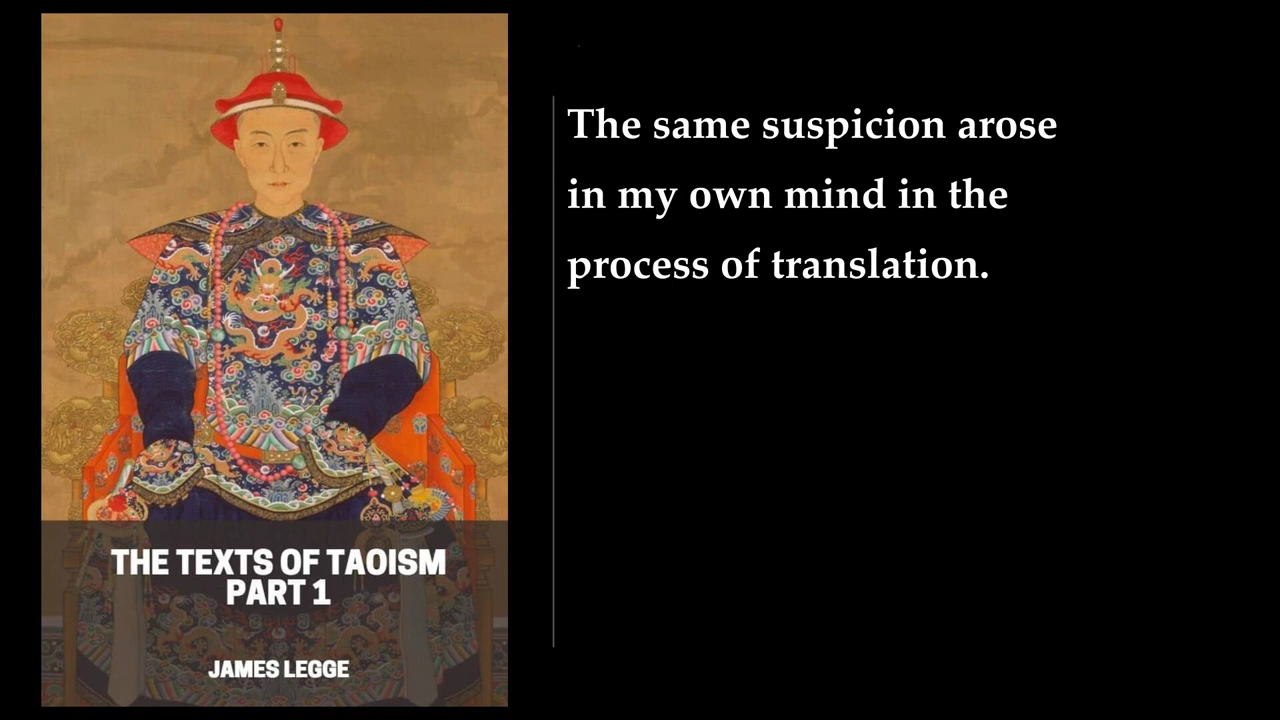 THE TEXTS OF TAOISM
PART 1
JAMES LEGGE
The same suspicion arose
in my own mind in the
process of translation.